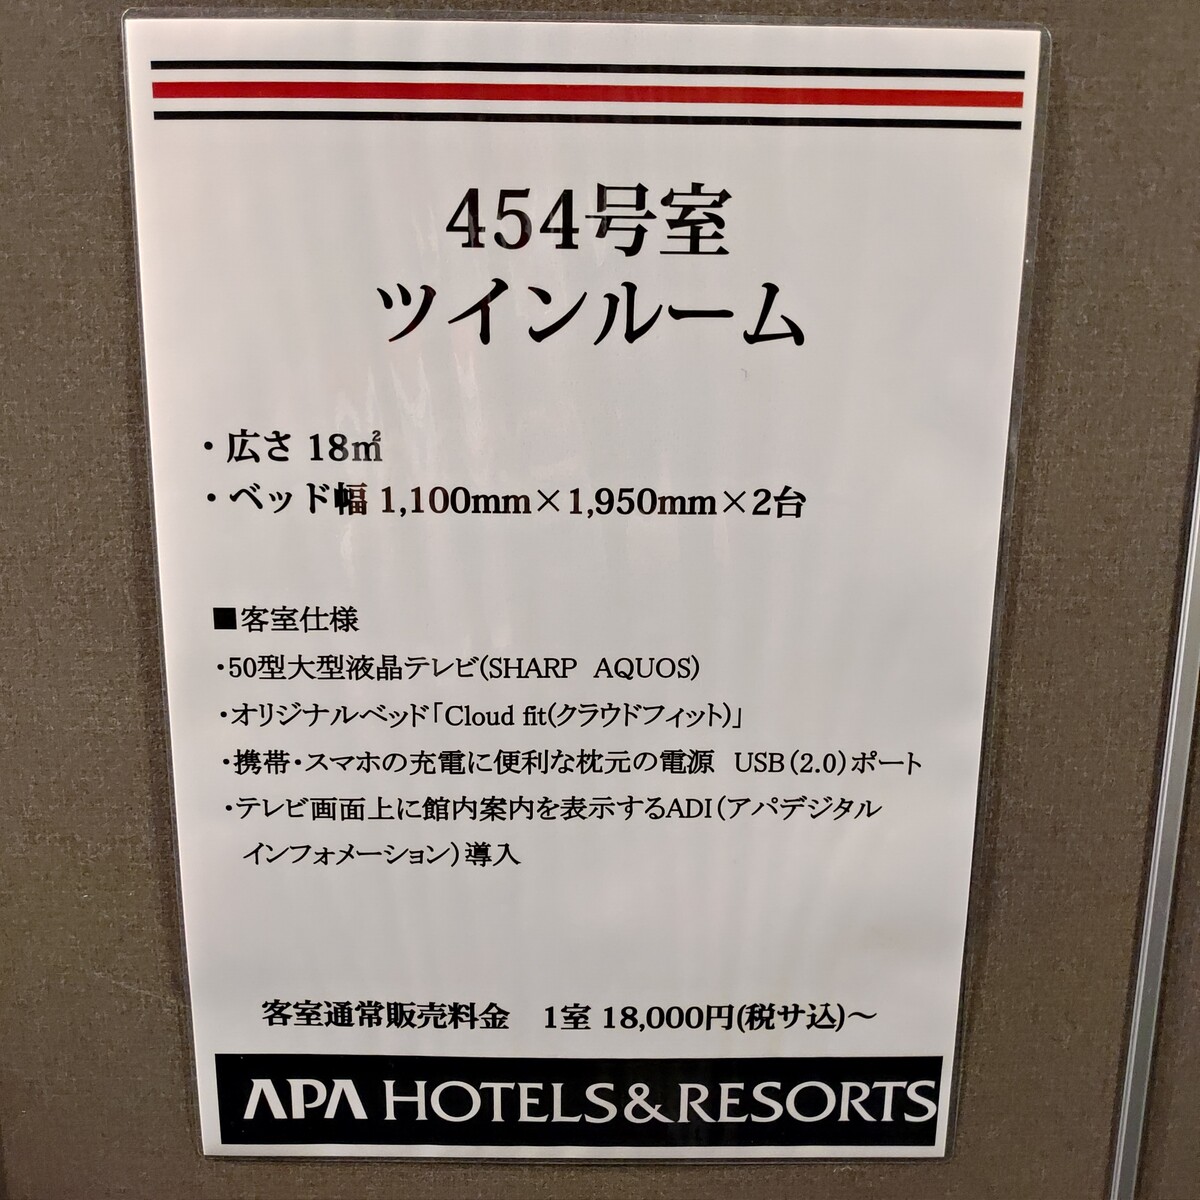 454号室
ツインルーム
・広さ 18㎡
・ベッド幅 1,100mm×1,950mm×2台
■客室仕様
・50型大型液晶テレビ(SHARP AQUOS)
・オリジナルベッド「Cloud fit(クラウドフィット)」
・携帯・スマホの充電に便利な枕元の電源 USB(2.0)ポート
・テレビ画面上に館内案内を表示するADI(アパデジタル
インフォメーション)導入
客室通常販売料金 1室 18,000円(税サ込)～
APA HOTELS&RESORTS